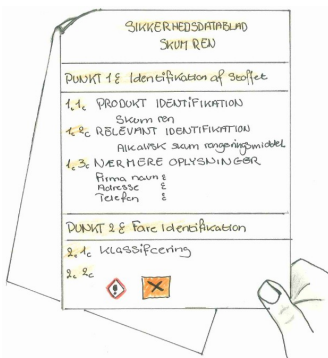 SIKKERHEDSDATABLAD
SKUM REN
PUNKT 1: Identifikation af Stoffet
1.1. PRODUKT IDENTIFIKATION
Skum ren
1.2. RELEVANT IDENTIFIKATION
Alkalisk skum rengøringsmiddel
1.3. NÆRMERE OPLYSNINGER
Firma navn :
Adresse :
Telefon :
PUNKT 2: Fare identifikation
2.1. Klassificering
2.2.